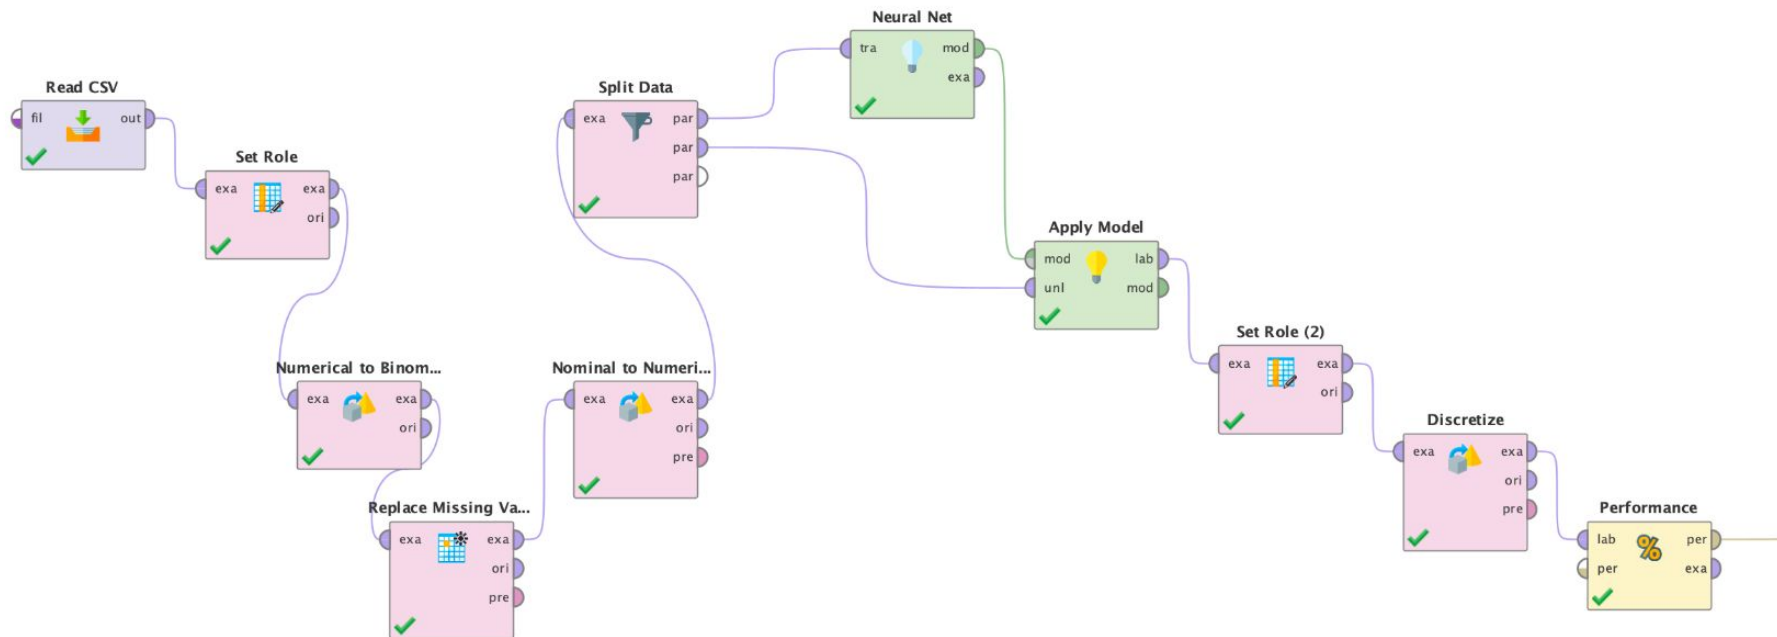 Read CSV
fil out
Set Role
exa exa
ori
Numerical to Binom...
exa exa
ori
Replace Missing Va...
exa exa
ori
pre
Nominal to Numeri...
exa exa
ori
pre
Split Data
exa par
par
par
Neural Net
tra mod
exa
Apply Model
mod lab
unl mod
Set Role (2)
exa exa
ori
Discretize
exa exa
ori
pre
Performance
lab % per
per exa